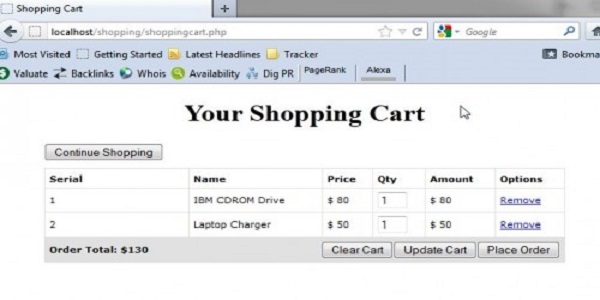 Shopping Cart +
localhost/shopping/shoppingcart.php Google
Most Visited Getting Started Latest Headlines Tracker Bookma
Valuate Backlinks Whois Availability Dig PR PageRank Alexa
Your Shopping Cart
Continue Shopping
Serial Name Price Qty Amount Options
1 IBM CDROM Drive $ 80 1 $ 80 Remove
2 Laptop Charger $ 50 1 $ 50 Remove
Order Total: $130 Clear Cart Update Cart Place Order